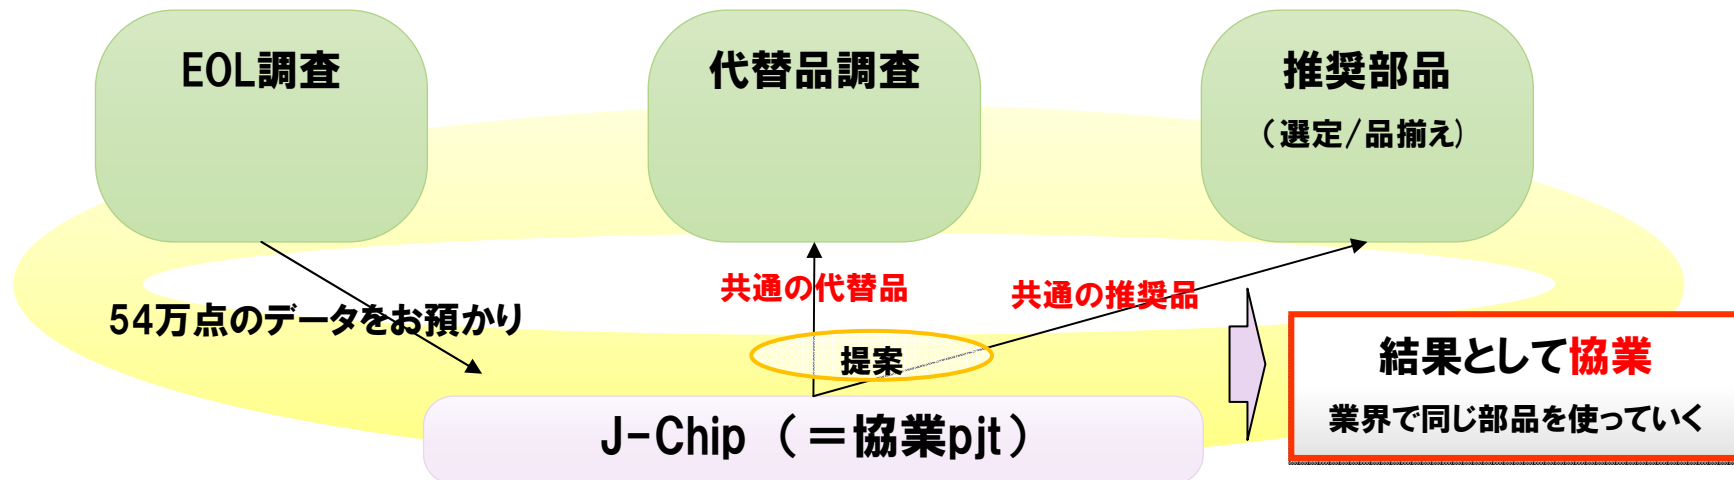 EOL調査
代替品調査
推奨部品
（選定/品揃え）
共通の代替品
共通の推奨品
54万点のデータをお預かり
提案
結果として協業
業界で同じ部品を使っていく
J-Chip （＝協業pjt）